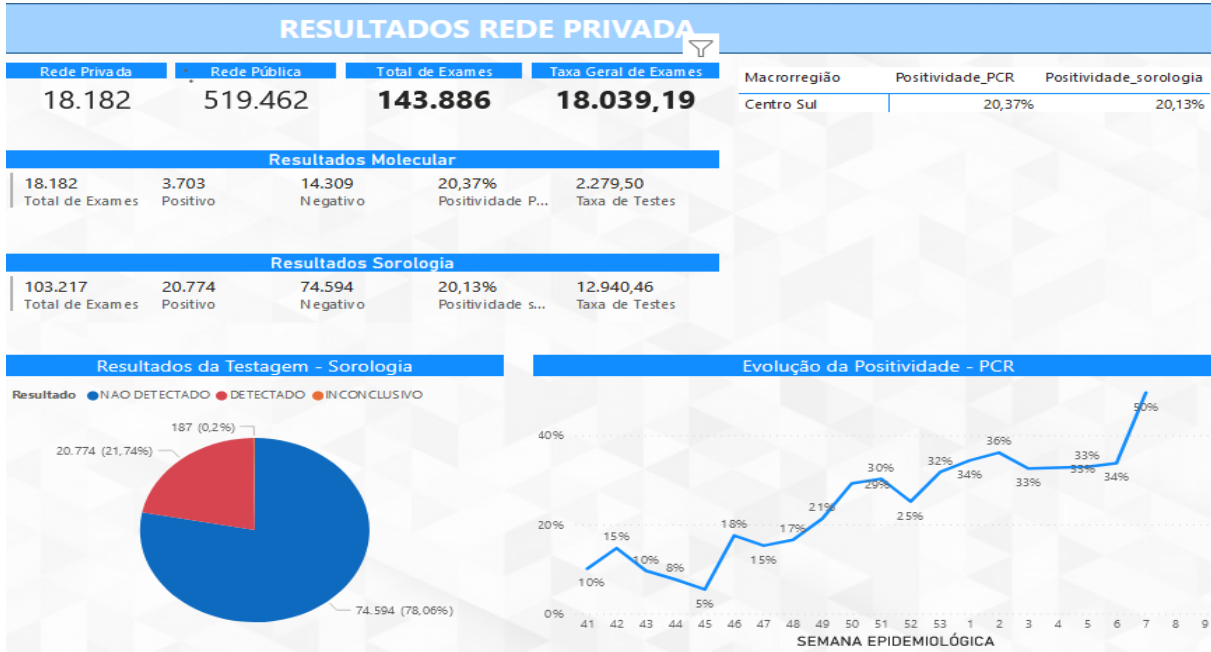 RESULTADOS REDE PRIVADA
Rede Privada Rede Pública Total de Exames Taxa Geral de Exames
18.182 519.462 143.886 18.039,19
Macrorregião Positividade_PCR Positividade_sorologia
Centro Sul 20,37% 20,13%
Resultados Molecular
18.182 3.703 14.309 20,37% 2.279,50
Total de Exames Positivo Negativo Positividade P... Taxa de Testes
Resultados Sorologia
103.217 20.774 74.594 20,13% 12.940,46
Total de Exames Positivo Negativo Positividade s... Taxa de Testes
Resultados da Testagem - Sorologia
Resultado NAO DETECTADO DETECTADO INCONCLUSIVO
187 (0,2%)
20.774 (21,74%)
74.594 (78,06%)
Evolução da Positividade - PCR
40%
20%
0%
10% 15% 10% 8% 5% 18% 15% 17% 21% 29% 30% 25% 32% 34% 36% 33% 33% 33% 34% 50%
41 42 43 44 45 46 47 48 49 50 51 52 53 1 2 3 4 5 6 7 8 9
SEMANA EPIDEMIOLÓGICA